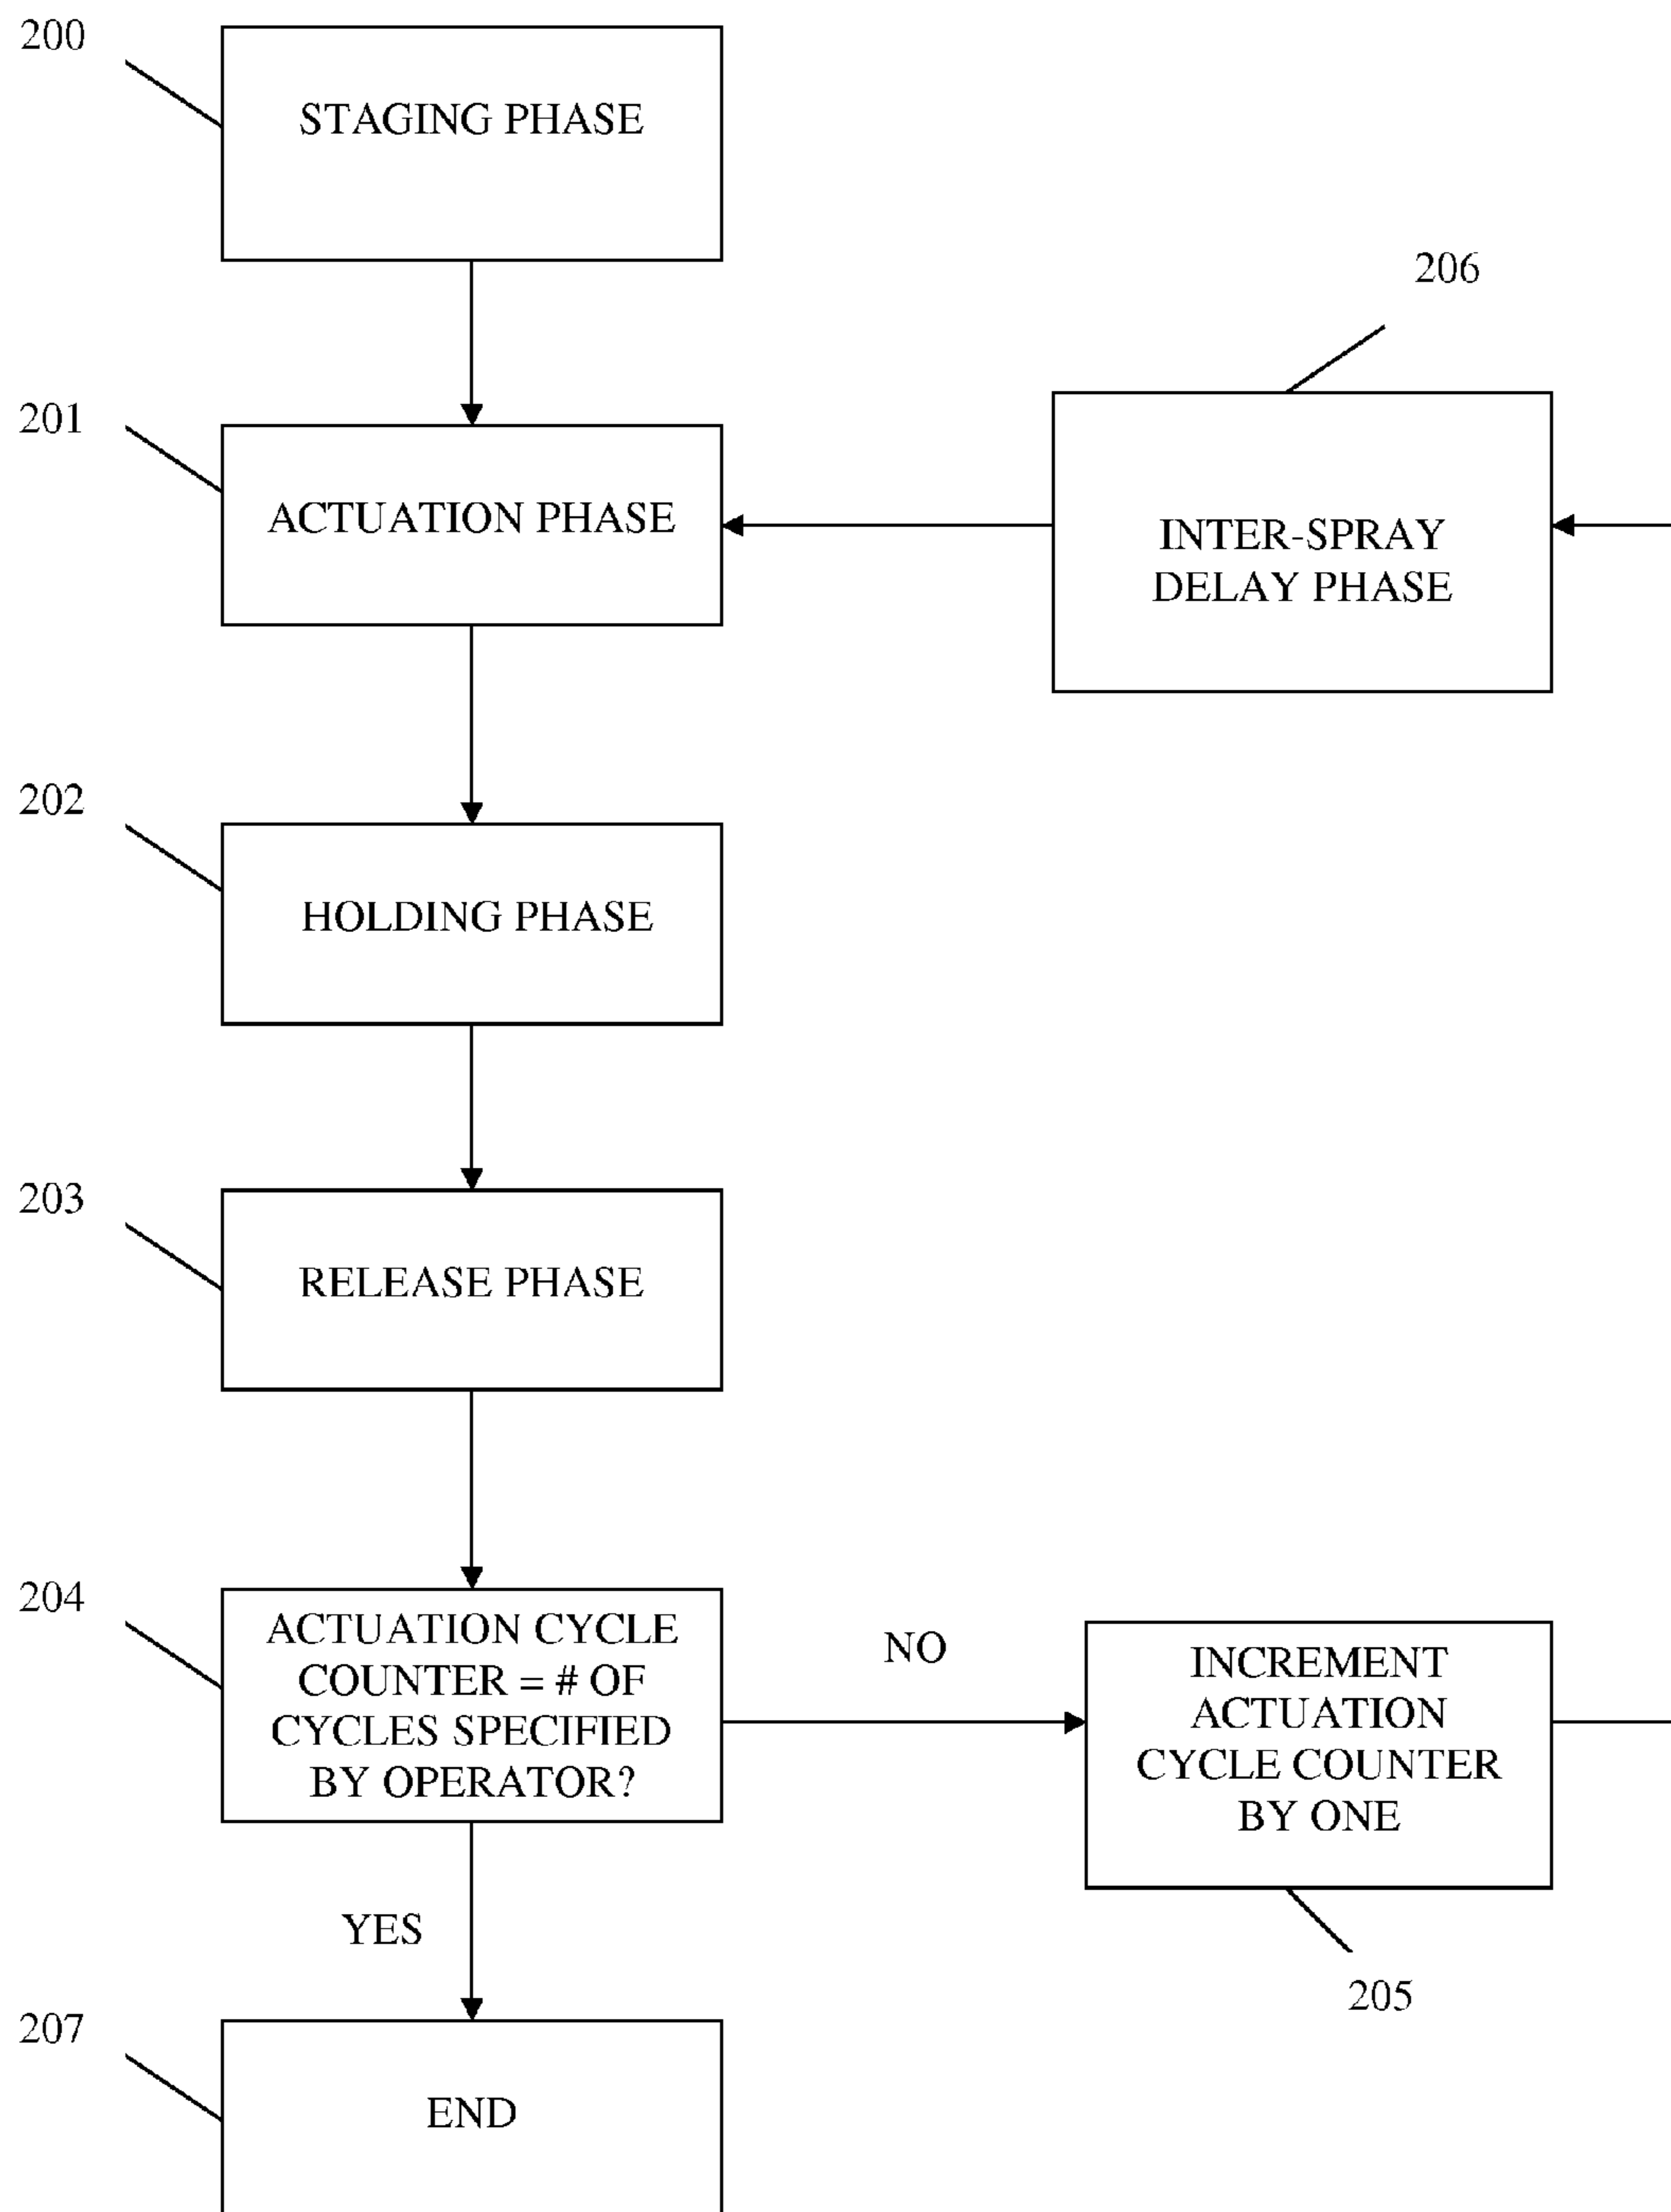 200
STAGING PHASE
206
201
ACTUATION PHASE
INTER-SPRAY
DELAY PHASE
202
HOLDING PHASE
203
RELEASE PHASE
204
ACTUATION CYCLE
COUNTER = # OF
CYCLES SPECIFIED
BY OPERATOR?
NO
INCREMENT
ACTUATION
CYCLE COUNTER
BY ONE
YES
205
207
END